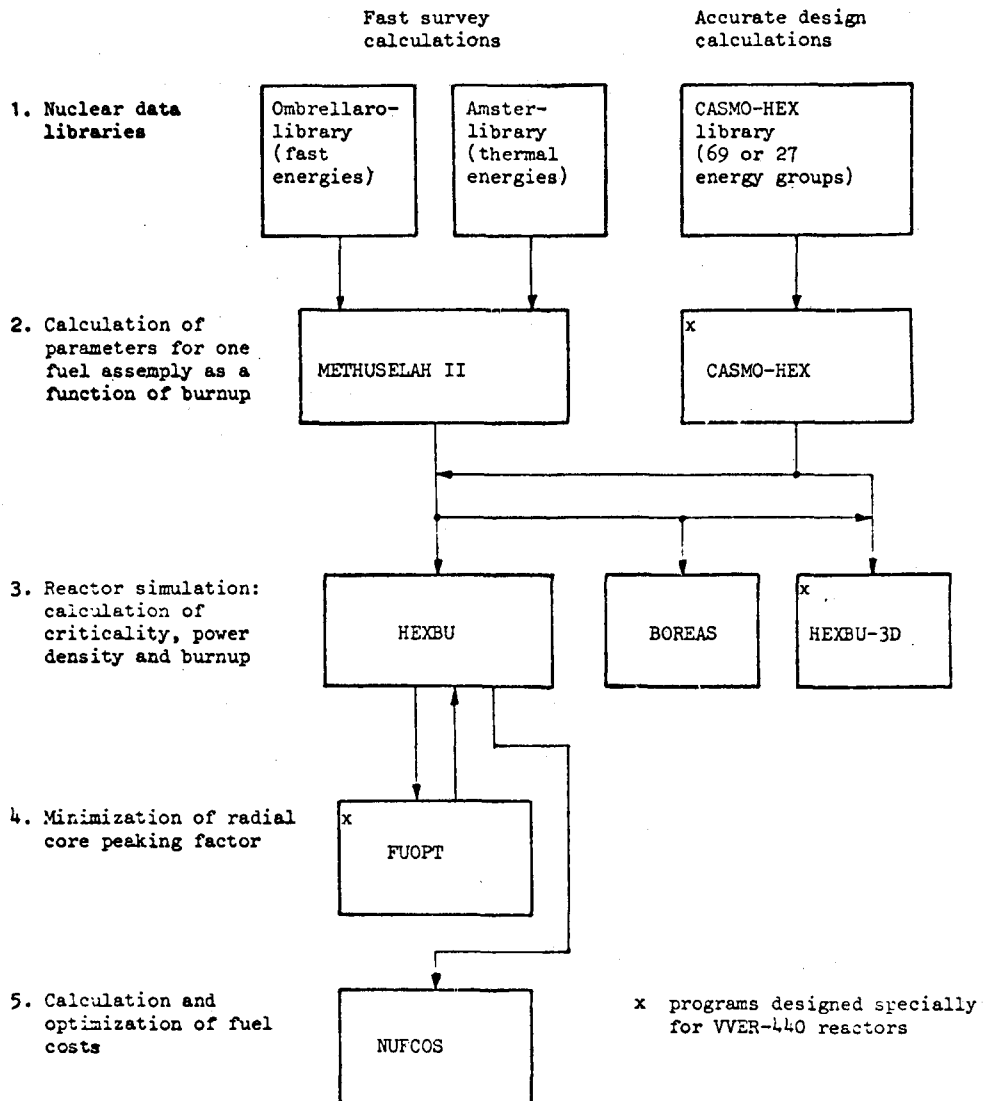 Fast survey
calculations
Accurate design
calculations
1. Nuclear data
libraries
Ombrellaro-
library
(fast
energies)
Amster-
library
(thermal
energies)
CASMO-HEX
library
(69 or 27
energy groups)
2. Calculation of
parameters for one
fuel assemply as a
function of burnup
METHUSELAH II
x
CASMO-HEX
3. Reactor simulation:
calculation of
criticality, power
density and burnup
HEXBU
BOREAS
x
HEXBU-3D
4. Minimization of radial
core peaking factor
x
FUOPT
5. Calculation and
optimization of fuel
costs
NUFCOS
x programs designed specially
for VVER-440 reactors